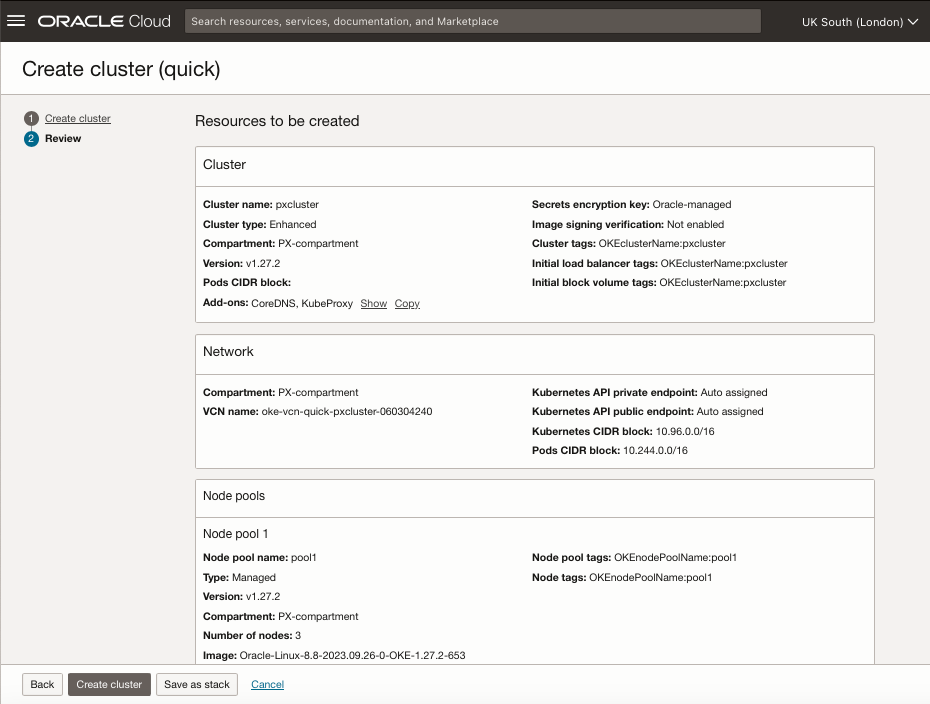 ORACLE Cloud
Search resources, services, documentation, and Marketplace
UK South (London)
Create cluster (quick)
1 Create cluster
2 Review
Resources to be created
Cluster
Cluster name: pxcluster
Cluster type: Enhanced
Compartment: PX-compartment
Version: v1.27.2
Pods CIDR block:
Add-ons: CoreDNS, KubeProxy Show Copy
Secrets encryption key: Oracle-managed
Image signing verification: Not enabled
Cluster tags: OKEclusterName:pxcluster
Initial load balancer tags: OKEclusterName:pxcluster
Initial block volume tags: OKEclusterName:pxcluster
Network
Compartment: PX-compartment
VCN name: oke-vcn-quick-pxcluster-060304240
Kubernetes API private endpoint: Auto assigned
Kubernetes API public endpoint: Auto assigned
Kubernetes CIDR block: 10.96.0.0/16
Pods CIDR block: 10.244.0.0/16
Node pools
Node pool 1
Node pool name: pool1
Type: Managed
Version: v1.27.2
Compartment: PX-compartment
Number of nodes: 3
Image: Oracle-Linux-8.8-2023.09.26-0-OKE-1.27.2-653
Node pool tags: OKEnodePoolName:pool1
Node tags: OKEnodePoolName:pool1
Back
Create cluster
Save as stack
Cancel